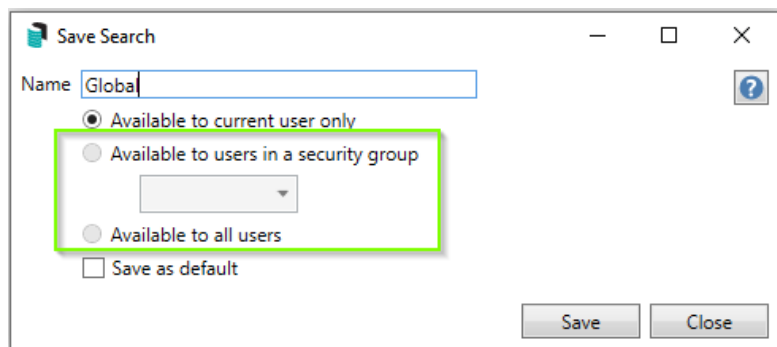 Save Search
Name Global
Available to current user only
Available to users in a security group
Available to all users
Save as default
Save Close